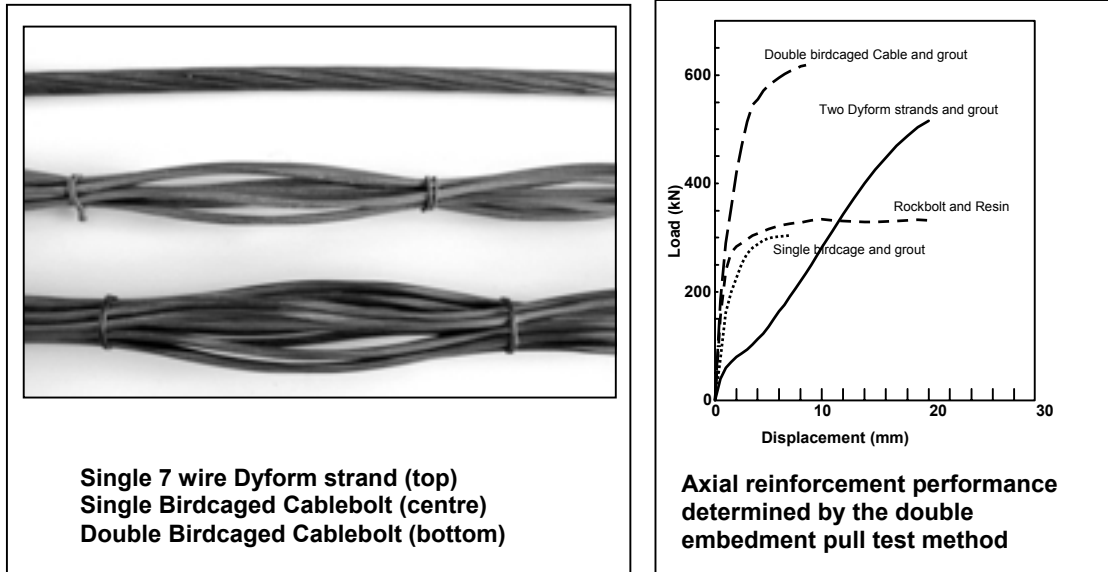 Single 7 wire Dyform strand (top)
Single Birdcaged Cablebolt (centre)
Double Birdcaged Cablebolt (bottom)
Double birdcaged Cable and grout
Two Dyform strands and grout
Rockbolt and Resin
Single birdcage and grout
Load (kN)
600
400
200
0
0 10 20 30
Displacement (mm)
Axial reinforcement performance
determined by the double
embedment pull test method